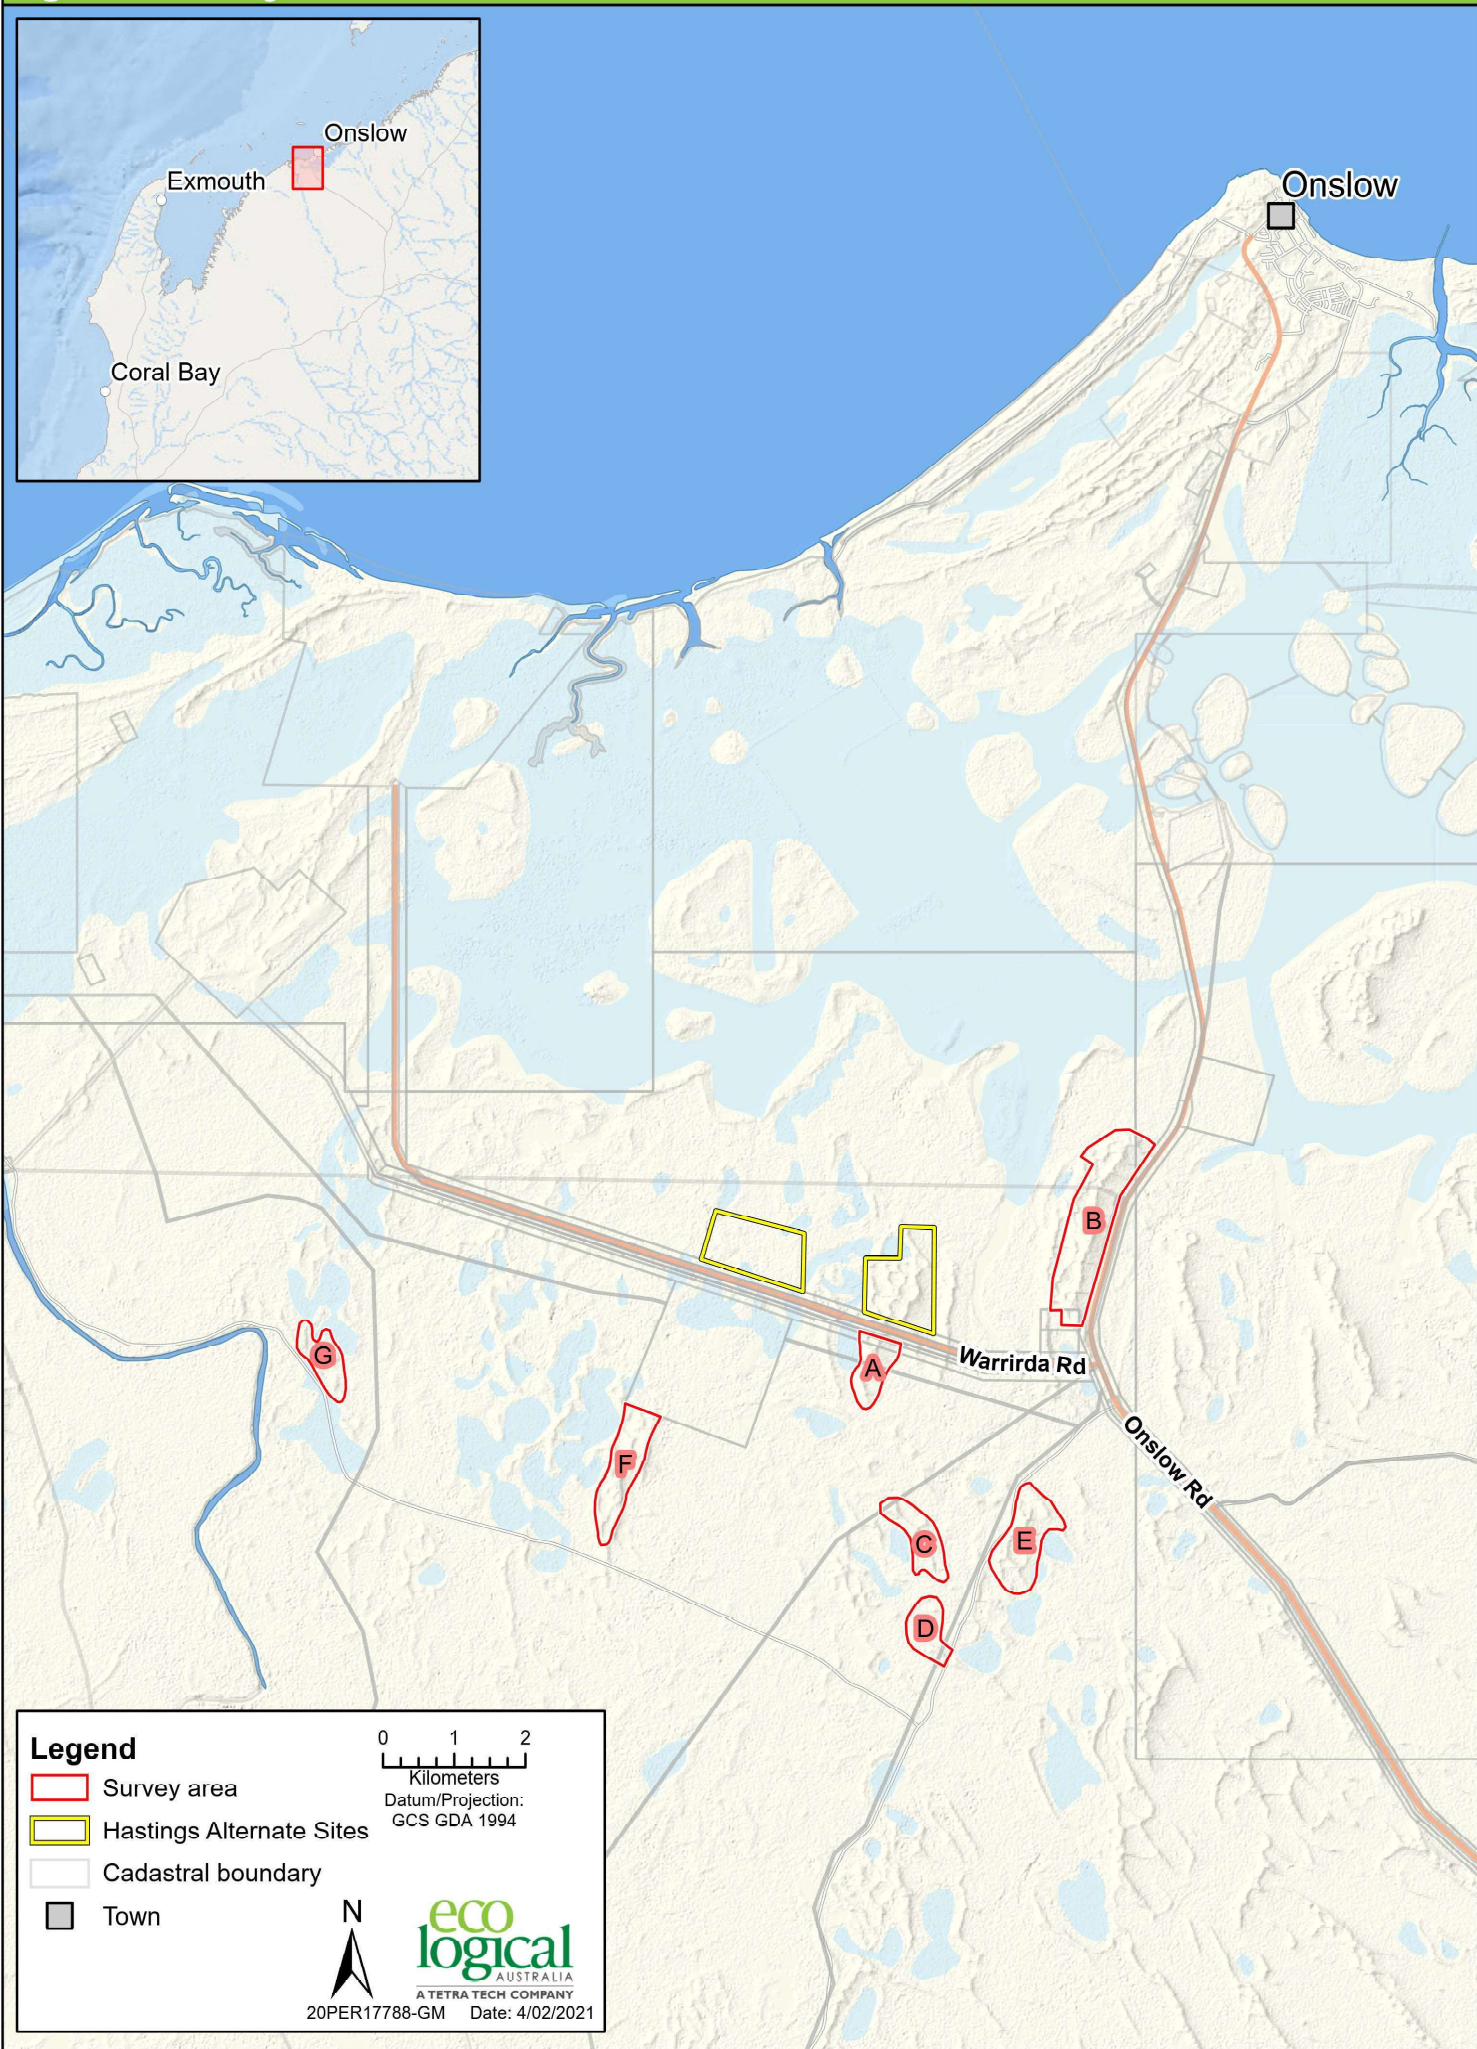 Onslow
Exmouth
Coral Bay
Onslow
B
Warrirda Rd
G
A
Onslow Rd
F
C
E
D
Legend
0 1 2
Kilometers
Datum/Projection:
GCS GDA 1994
Survey area
Hastings Alternate Sites
Cadastral boundary
Town
N
eco
logical
AUSTRALIA
A TETRA TECH COMPANY
20PER17788-GM Date: 4/02/2021